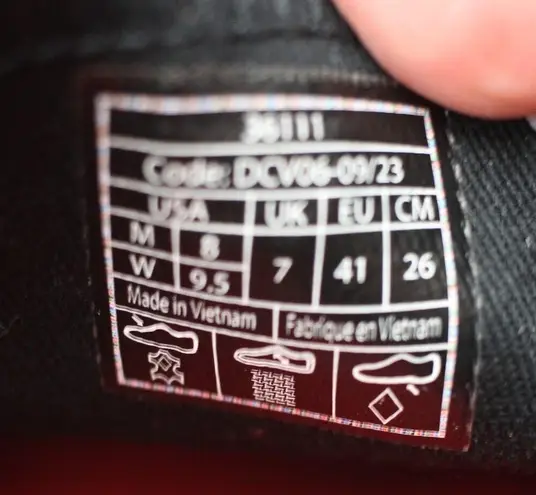 36111
Code: DCV06-09/23
USA UK EU CM
M 8
7 41 26
W 9.5
Made in Vietnam Fabriqué en Vietnam